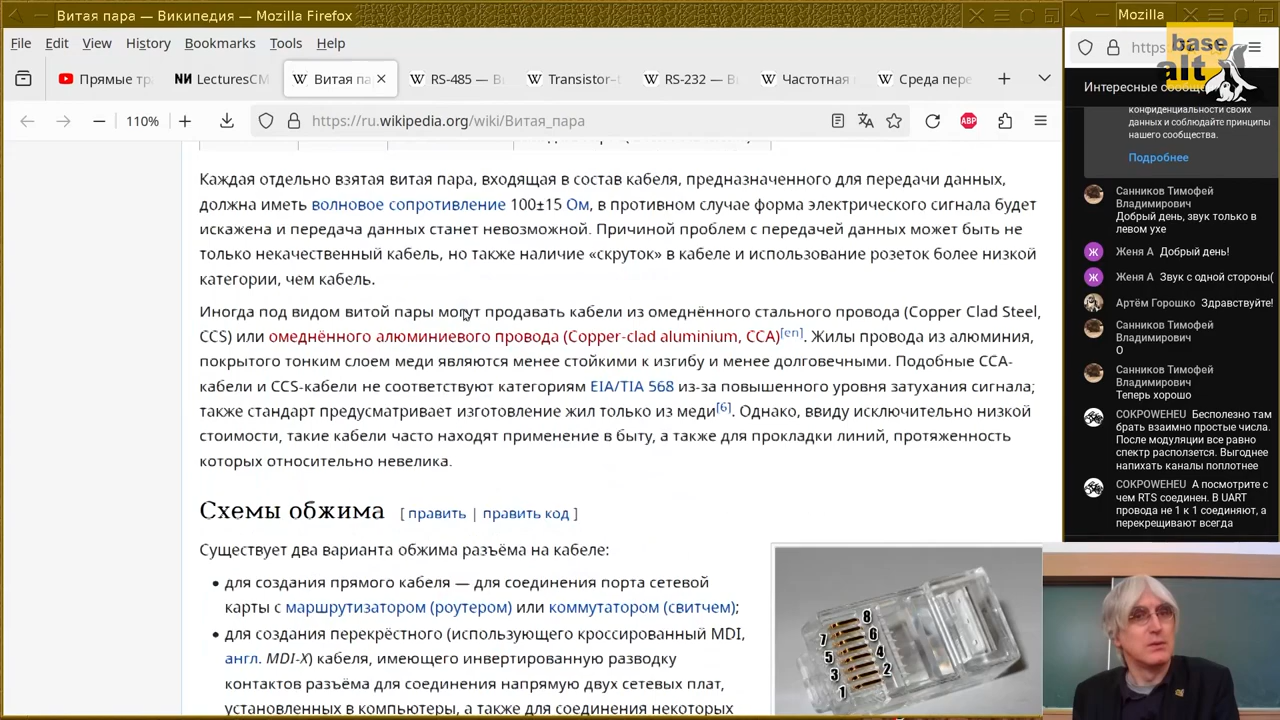 Витая пара — Википедия — Mozilla Firefox
Mozilla
File Edit View History Bookmarks Tools Help
https
base
alt
Прямые тр
LecturesCM
Витая па
RS-485 — В
Transistor–
RS-232 — В
Частотная
Среда пере
110%
https://ru.wikipedia.org/wiki/Витая_пара
ABP
Каждая отдельно взятая витая пара, входящая в состав кабеля, предназначенного для передачи данных,
должна иметь волновое сопротивление 100±15 Ом, в противном случае форма электрического сигнала будет
искажена и передача данных станет невозможной. Причиной проблем с передачей данных может быть не
только некачественный кабель, но также наличие «скруток» в кабеле и использование розеток более низкой
категории, чем кабель.
Иногда под видом витой пары могут продавать кабели из омеднённого стального провода (Copper Clad Steel,
CCS) или омеднённого алюминиевого провода (Copper-clad aluminium, CCA)[en]. Жилы провода из алюминия,
покрытого тонким слоем меди являются менее стойкими к изгибу и менее долговечными. Подобные CCA-
кабели и CCS-кабели не соответствуют категориям EIA/TIA 568 из-за повышенного уровня затухания сигнала;
также стандарт предусматривает изготовление жил только из меди[6]. Однако, ввиду исключительно низкой
стоимости, такие кабели часто находят применение в быту, а также для прокладки линий, протяженность
которых относительно невелика.
Схемы обжима [ править | править код ]
Существует два варианта обжима разъёма на кабеле:
• для создания прямого кабеля — для соединения порта сетевой
карты с маршрутизатором (роутером) или коммутатором (свитчем);
• для создания перекрёстного (использующего кроссированный MDI,
англ. MDI-X) кабеля, имеющего инвертированную разводку
контактов разъёма для соединения напрямую двух сетевых плат,
установленных в компьютеры, а также для соединения некоторых
8
7
6
5
4
3
2
1
Интересные сообщ
конфиденциальности своих
данных и соблюдайте принципы
нашего сообщества.
Подробнее
Санников Тимофей
Владимирович
Добрый день, звук только в
левом ухе
Ж
Женя А Добрый день!
Ж
Женя А Звук с одной стороны(
Артём Горошко Здравствуйте!
Санников Тимофей
Владимирович
О
Санников Тимофей
Владимирович
Теперь хорошо
COKPOWEHEU Бесполезно там
брать взаимно простые числа.
После модуляции все равно
спектр расползется. Выгоднее
напихать каналы поплотнее
COKPOWEHEU А посмотрите с
чем RTS соединен. В UART
провода не 1 к 1 соединяют, а
перекрещивают всегда